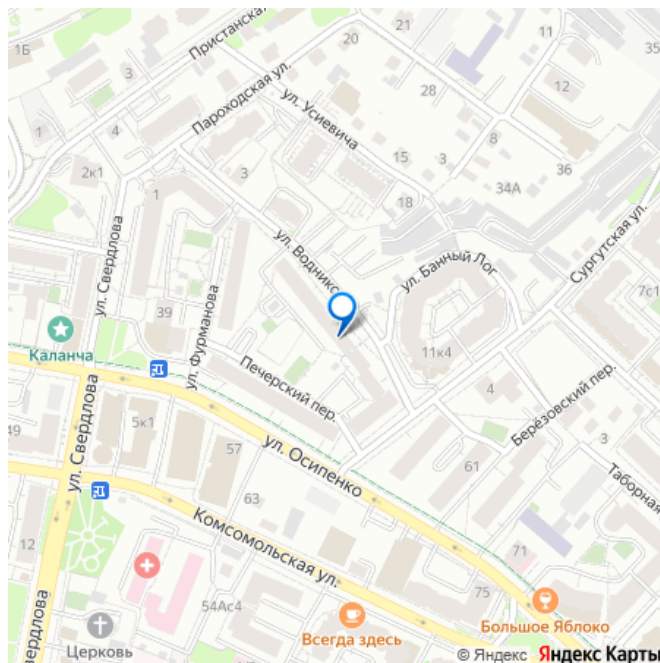 1Б
Пристанская
20
21
11
35
3
28
12
Пароходская ул.
ул. Усиевича
1
4
8
15
3
36
2к1
3
18
34А
1
Сургутская ул.
ул. Свердлова
ул. Водников
ул. Банный Лог
7с1
39
Каланча
ул. Фурманова
11к4
Печерский пер.
4
Берёзовский пер.
5к1
49
57
ул. Осипенко
61
3
ул. Свердлова
63
Таборная
Комсомольская ул.
12
71
75
54Ас4
Свердлова
Церковь
Всегда здесь
Большое Яблоко
© Яндекс Яндекс Карты